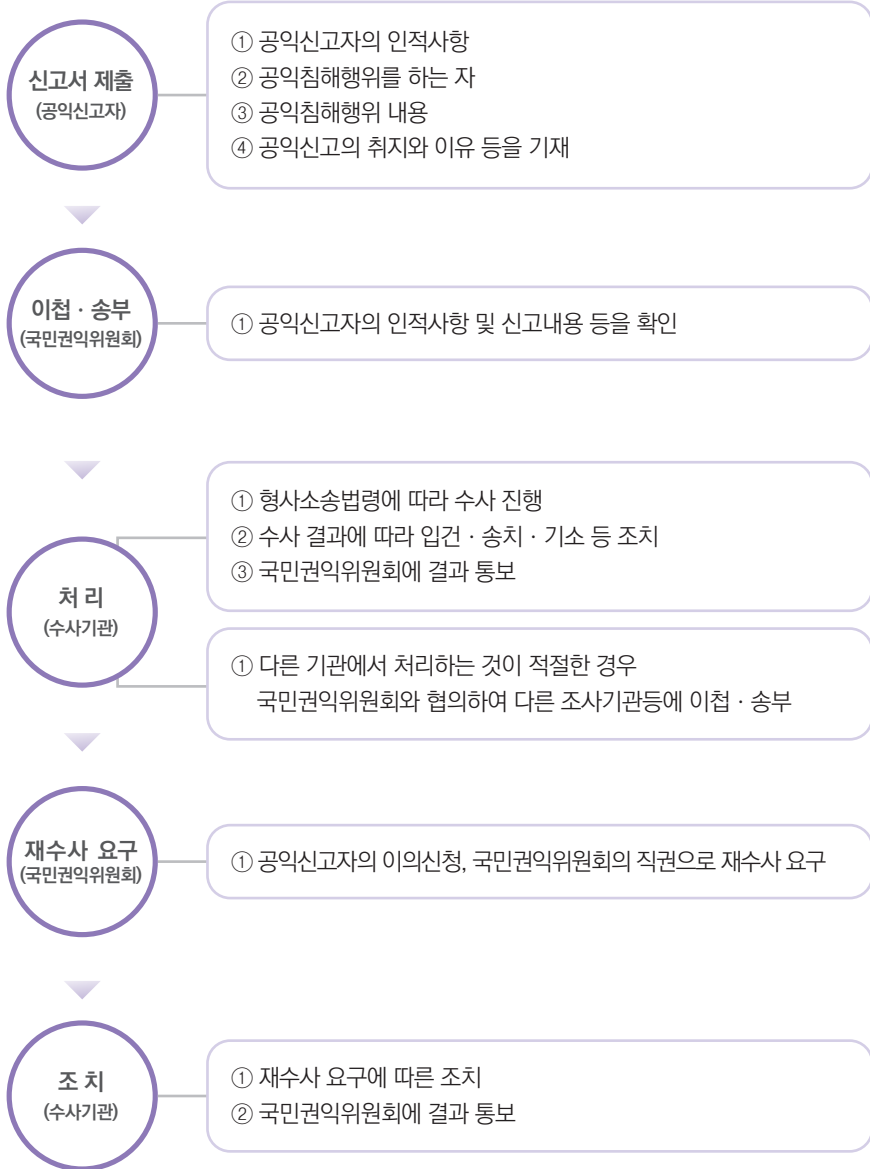 신고서 제출
(공익신고자)
① 공익신고자의 인적사항
② 공익침해행위를 하는 자
③ 공익침해행위 내용
④ 공익신고의 취지와 이유 등을 기재
이첩 · 송부
(국민권익위원회)
① 공익신고자의 인적사항 및 신고내용 등을 확인
처 리
(수사기관)
① 형사소송법령에 따라 수사 진행
② 수사 결과에 따라 입건 · 송치 · 기소 등 조치
③ 국민권익위원회에 결과 통보
① 다른 기관에서 처리하는 것이 적절한 경우
국민권익위원회와 협의하여 다른 조사기관등에 이첩 · 송부
재수사 요구
(국민권익위원회)
① 공익신고자의 이의신청, 국민권익위원회의 직권으로 재수사 요구
조 치
(수사기관)
① 재수사 요구에 따른 조치
② 국민권익위원회에 결과 통보